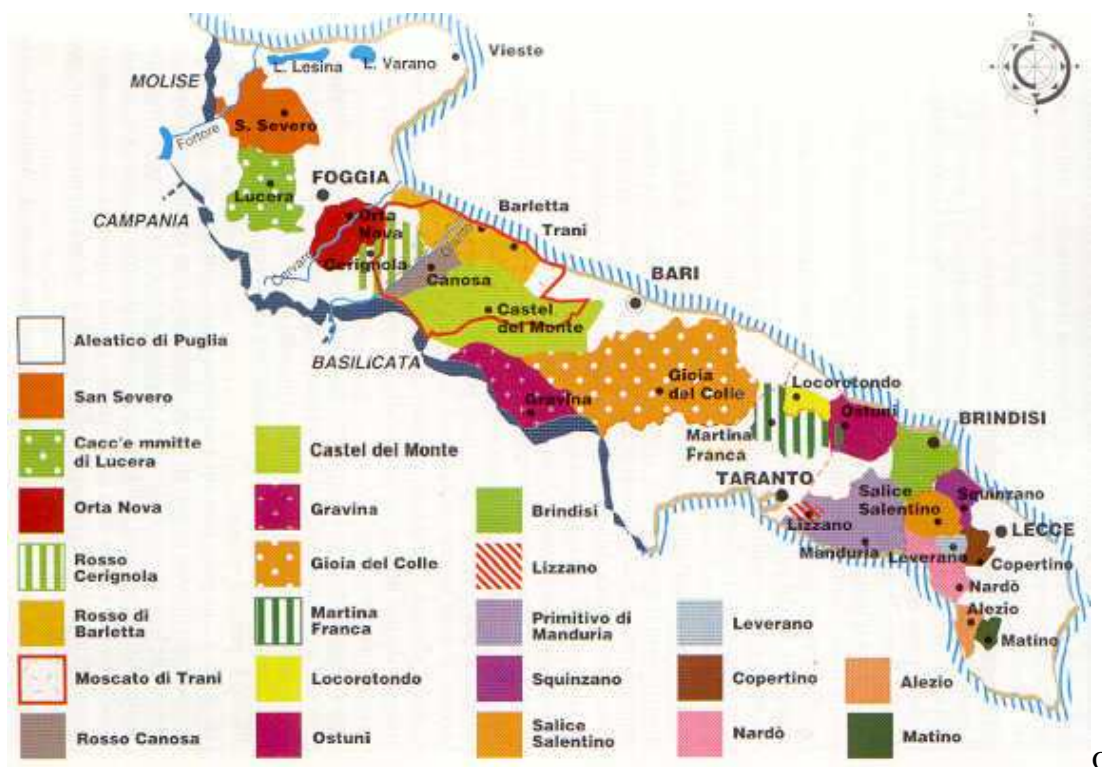 Vieste
L. Lesina
L. Varano
MOLISE
S. Severo
Fortore
FOGGIA
Lucera
CAMPANIA
Orta
Nova
Barletta
Trani
Cerignola
Canosa
BARI
Castel
del Monte
BASILICATA
Gravina
Gioia
del Colle
Locorotondo
Ostuni
Martina
Franca
BRINDISI
TARANTO
Salice
Salentino
Squinzano
Lizzano
LECCE
Manduria
Leverano
Copertino
Nardò
Alezio
Matino
Aleatico di Puglia
San Severo
Cacc'e mmitte
di Lucera
Orta Nova
Rosso
Cerignola
Rosso di
Barletta
Moscato di Trani
Rosso Canosa
Castel del Monte
Gravina
Gioia del Colle
Martina
Franca
Locorotondo
Ostuni
Brindisi
Lizzano
Primitivo di
Manduria
Squinzano
Salice
Salentino
Leverano
Copertino
Nardò
Alezio
Matino